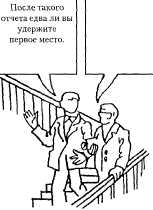 После такого
отчета едва ли вы
удержите
первое место.